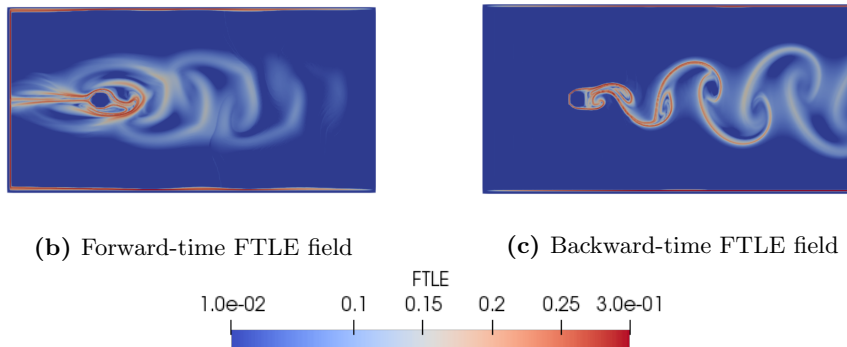 (b) Forward-time FTLE field
(c) Backward-time FTLE field
FTLE
1.0e-02 0.1 0.15 0.2 0.25 3.0e-01